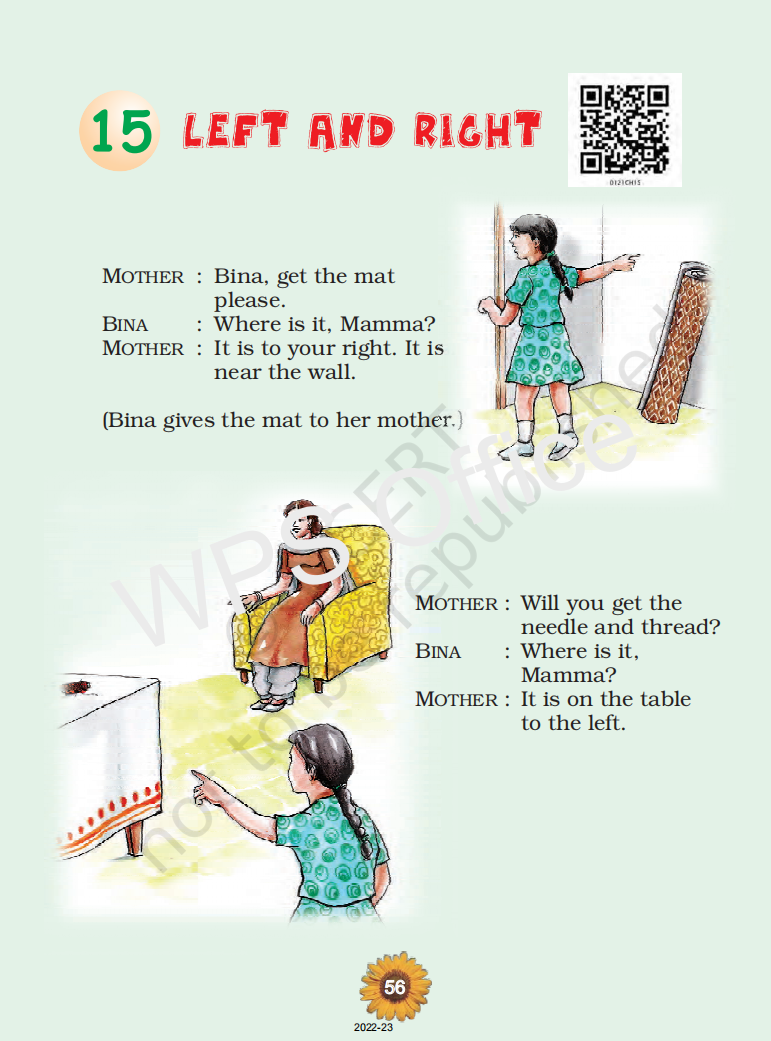 15 LEFT AND RIGHT
0121CH15
MOTHER : Bina, get the mat
please.
BINA : Where is it, Mamma?
MOTHER : It is to your right. It is
near the wall.
(Bina gives the mat to her mother.)
MOTHER : Will you get the
needle and thread?
BINA : Where is it,
Mamma?
MOTHER : It is on the table
to the left.
WPS Office
not to be republished
56
2022-23